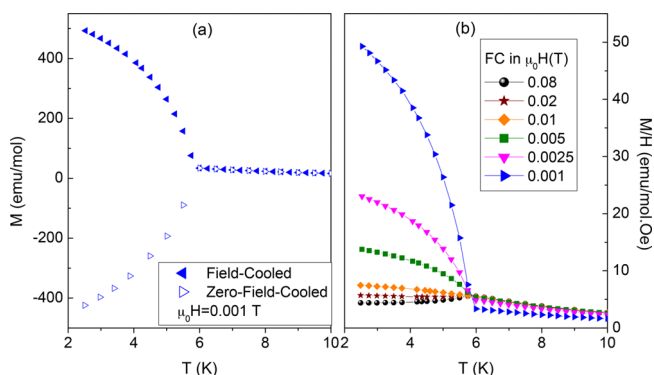 (a)
(b)
400
200
0
-200
-400
M (emu/mol)
Field-Cooled
Zero-Field-Cooled
μ0H=0.001 T
2 4 6 8 10
T (K)
FC in μ0H(T)
0.08
0.02
0.01
0.005
0.0025
0.001
50
40
30
20
10
0
M/H (emu/mol.Oe)
2 4 6 8 10
T (K)